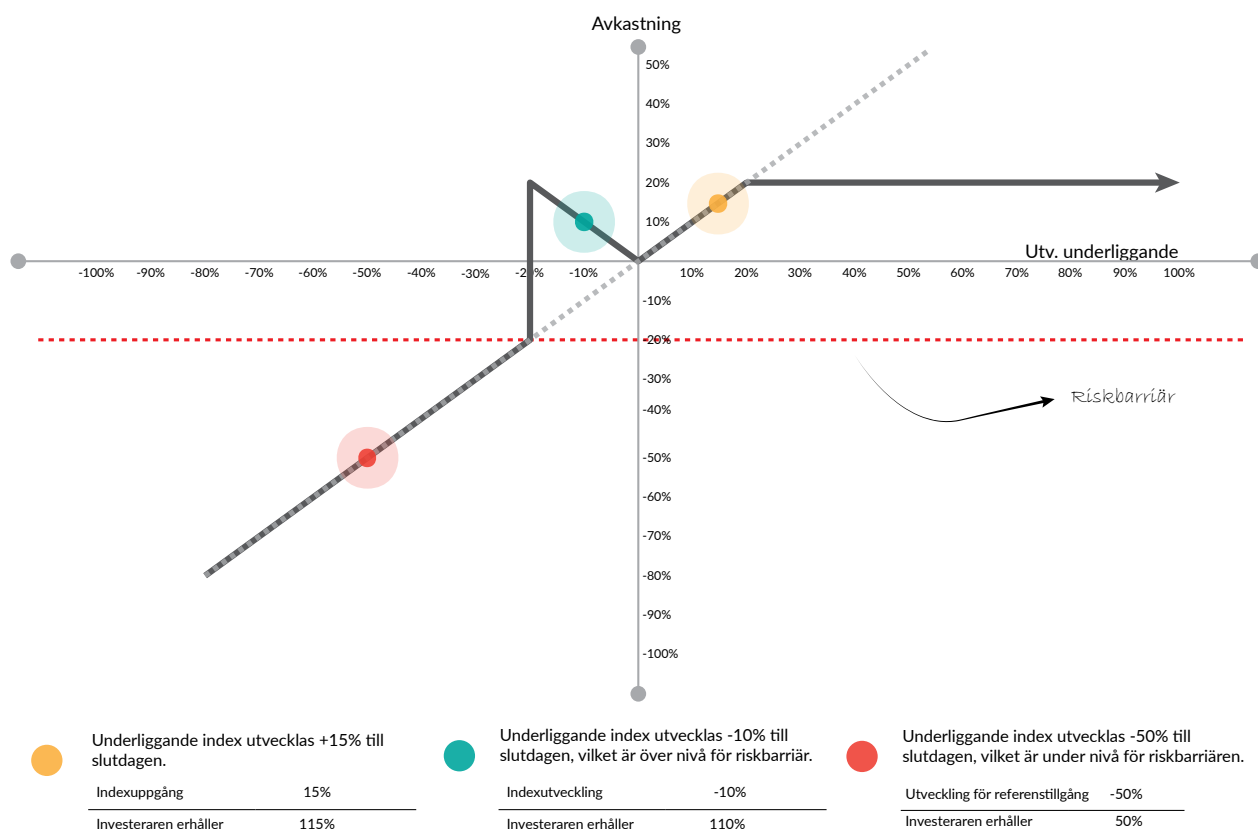 Avkastning
50%
40%
30%
20%
10%
Utv. underliggande
-100% -90% -80% -70% -60% -50% -40% -30% -20% -10% 10% 20% 30% 40% 50% 60% 70% 80% 90% 100%
-10%
-20%
-30%
-40%
Riskbarriär
-50%
-60%
-70%
-80%
-90%
-100%
Underliggande index utvecklas +15% till
slutdagen.
Indexuppgång 15%
Investeraren erhåller 115%
Underliggande index utvecklas -10% till
slutdagen, vilket är över nivå för riskbarriär.
Indexutveckling -10%
Investeraren erhåller 110%
Underliggande index utvecklas -50% till
slutdagen, vilket är under nivå för riskbarriären.
Utveckling för referenstillgång -50%
Investeraren erhåller 50%